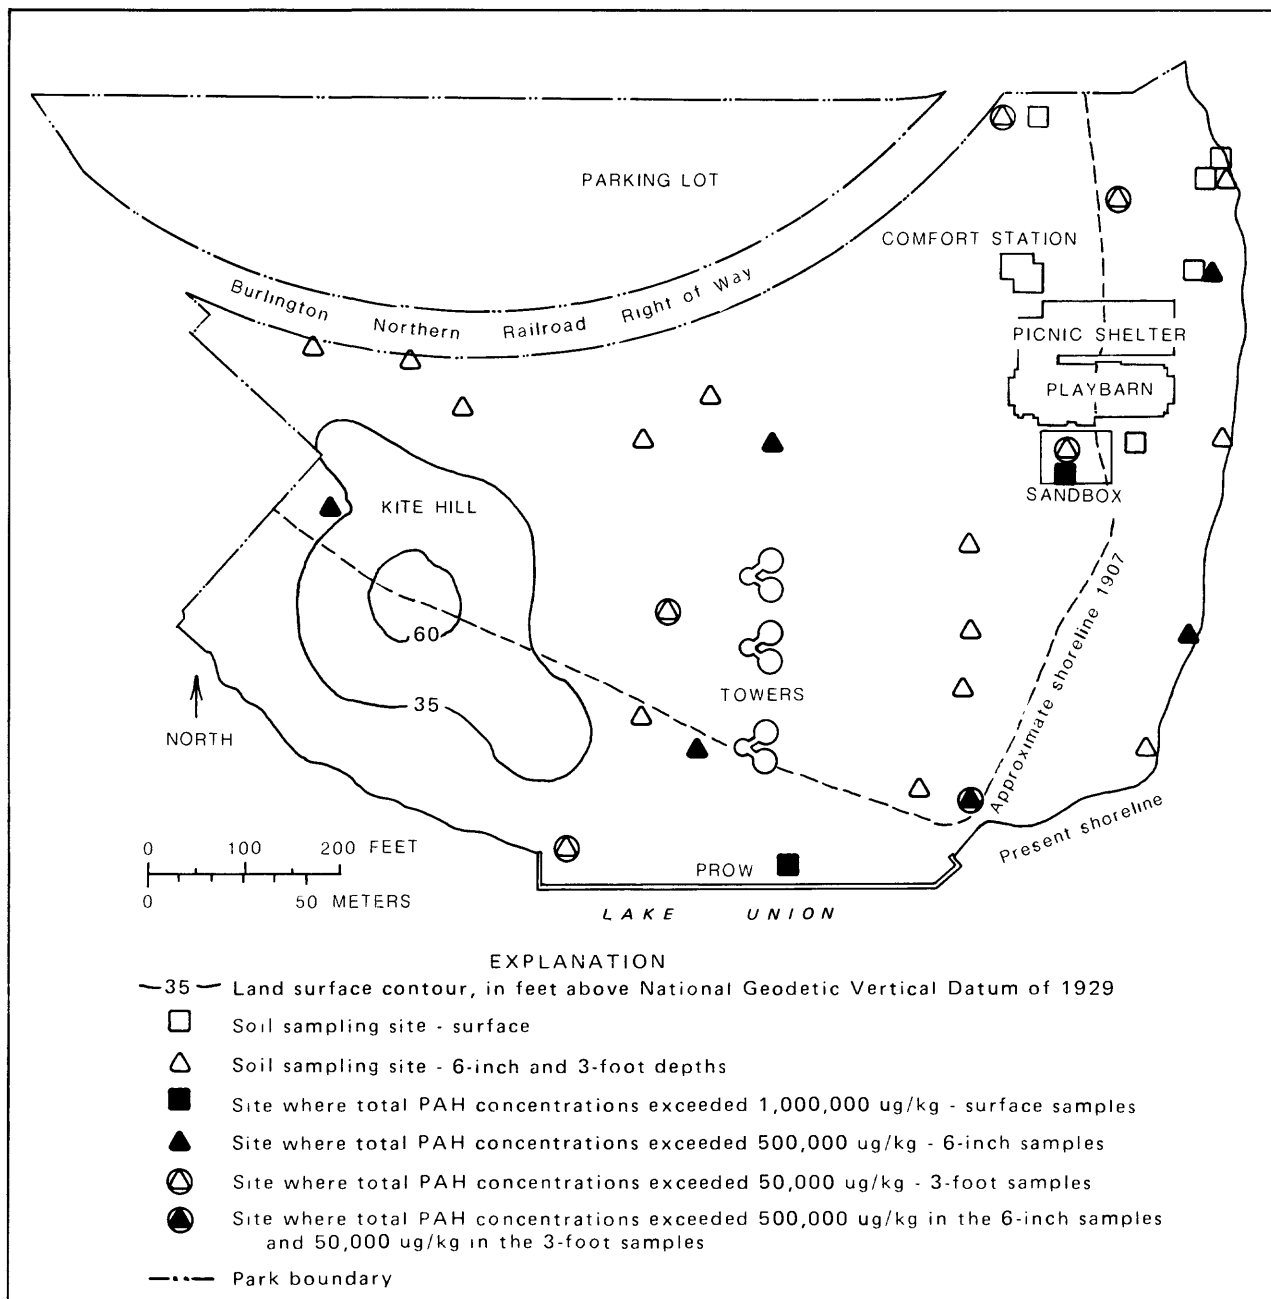 PARKING LOT
COMFORT STATION
Burlington Northern Railroad Right of Way
PICNIC SHELTER
PLAYBARN
SANDBOX
KITE HILL
60
35
TOWERS
NORTH
Approximate shoreline 1907
Present shoreline
0 100 200 FEET
0 50 METERS
PROW
LAKE UNION
EXPLANATION
35 Land surface contour, in feet above National Geodetic Vertical Datum of 1929
Soil sampling site - surface
Soil sampling site - 6-inch and 3-foot depths
Site where total PAH concentrations exceeded 1,000,000 ug/kg - surface samples
Site where total PAH concentrations exceeded 500,000 ug/kg - 6-inch samples
Site where total PAH concentrations exceeded 50,000 ug/kg - 3-foot samples
Site where total PAH concentrations exceeded 500,000 ug/kg in the 6-inch samples
and 50,000 ug/kg in the 3-foot samples
Park boundary